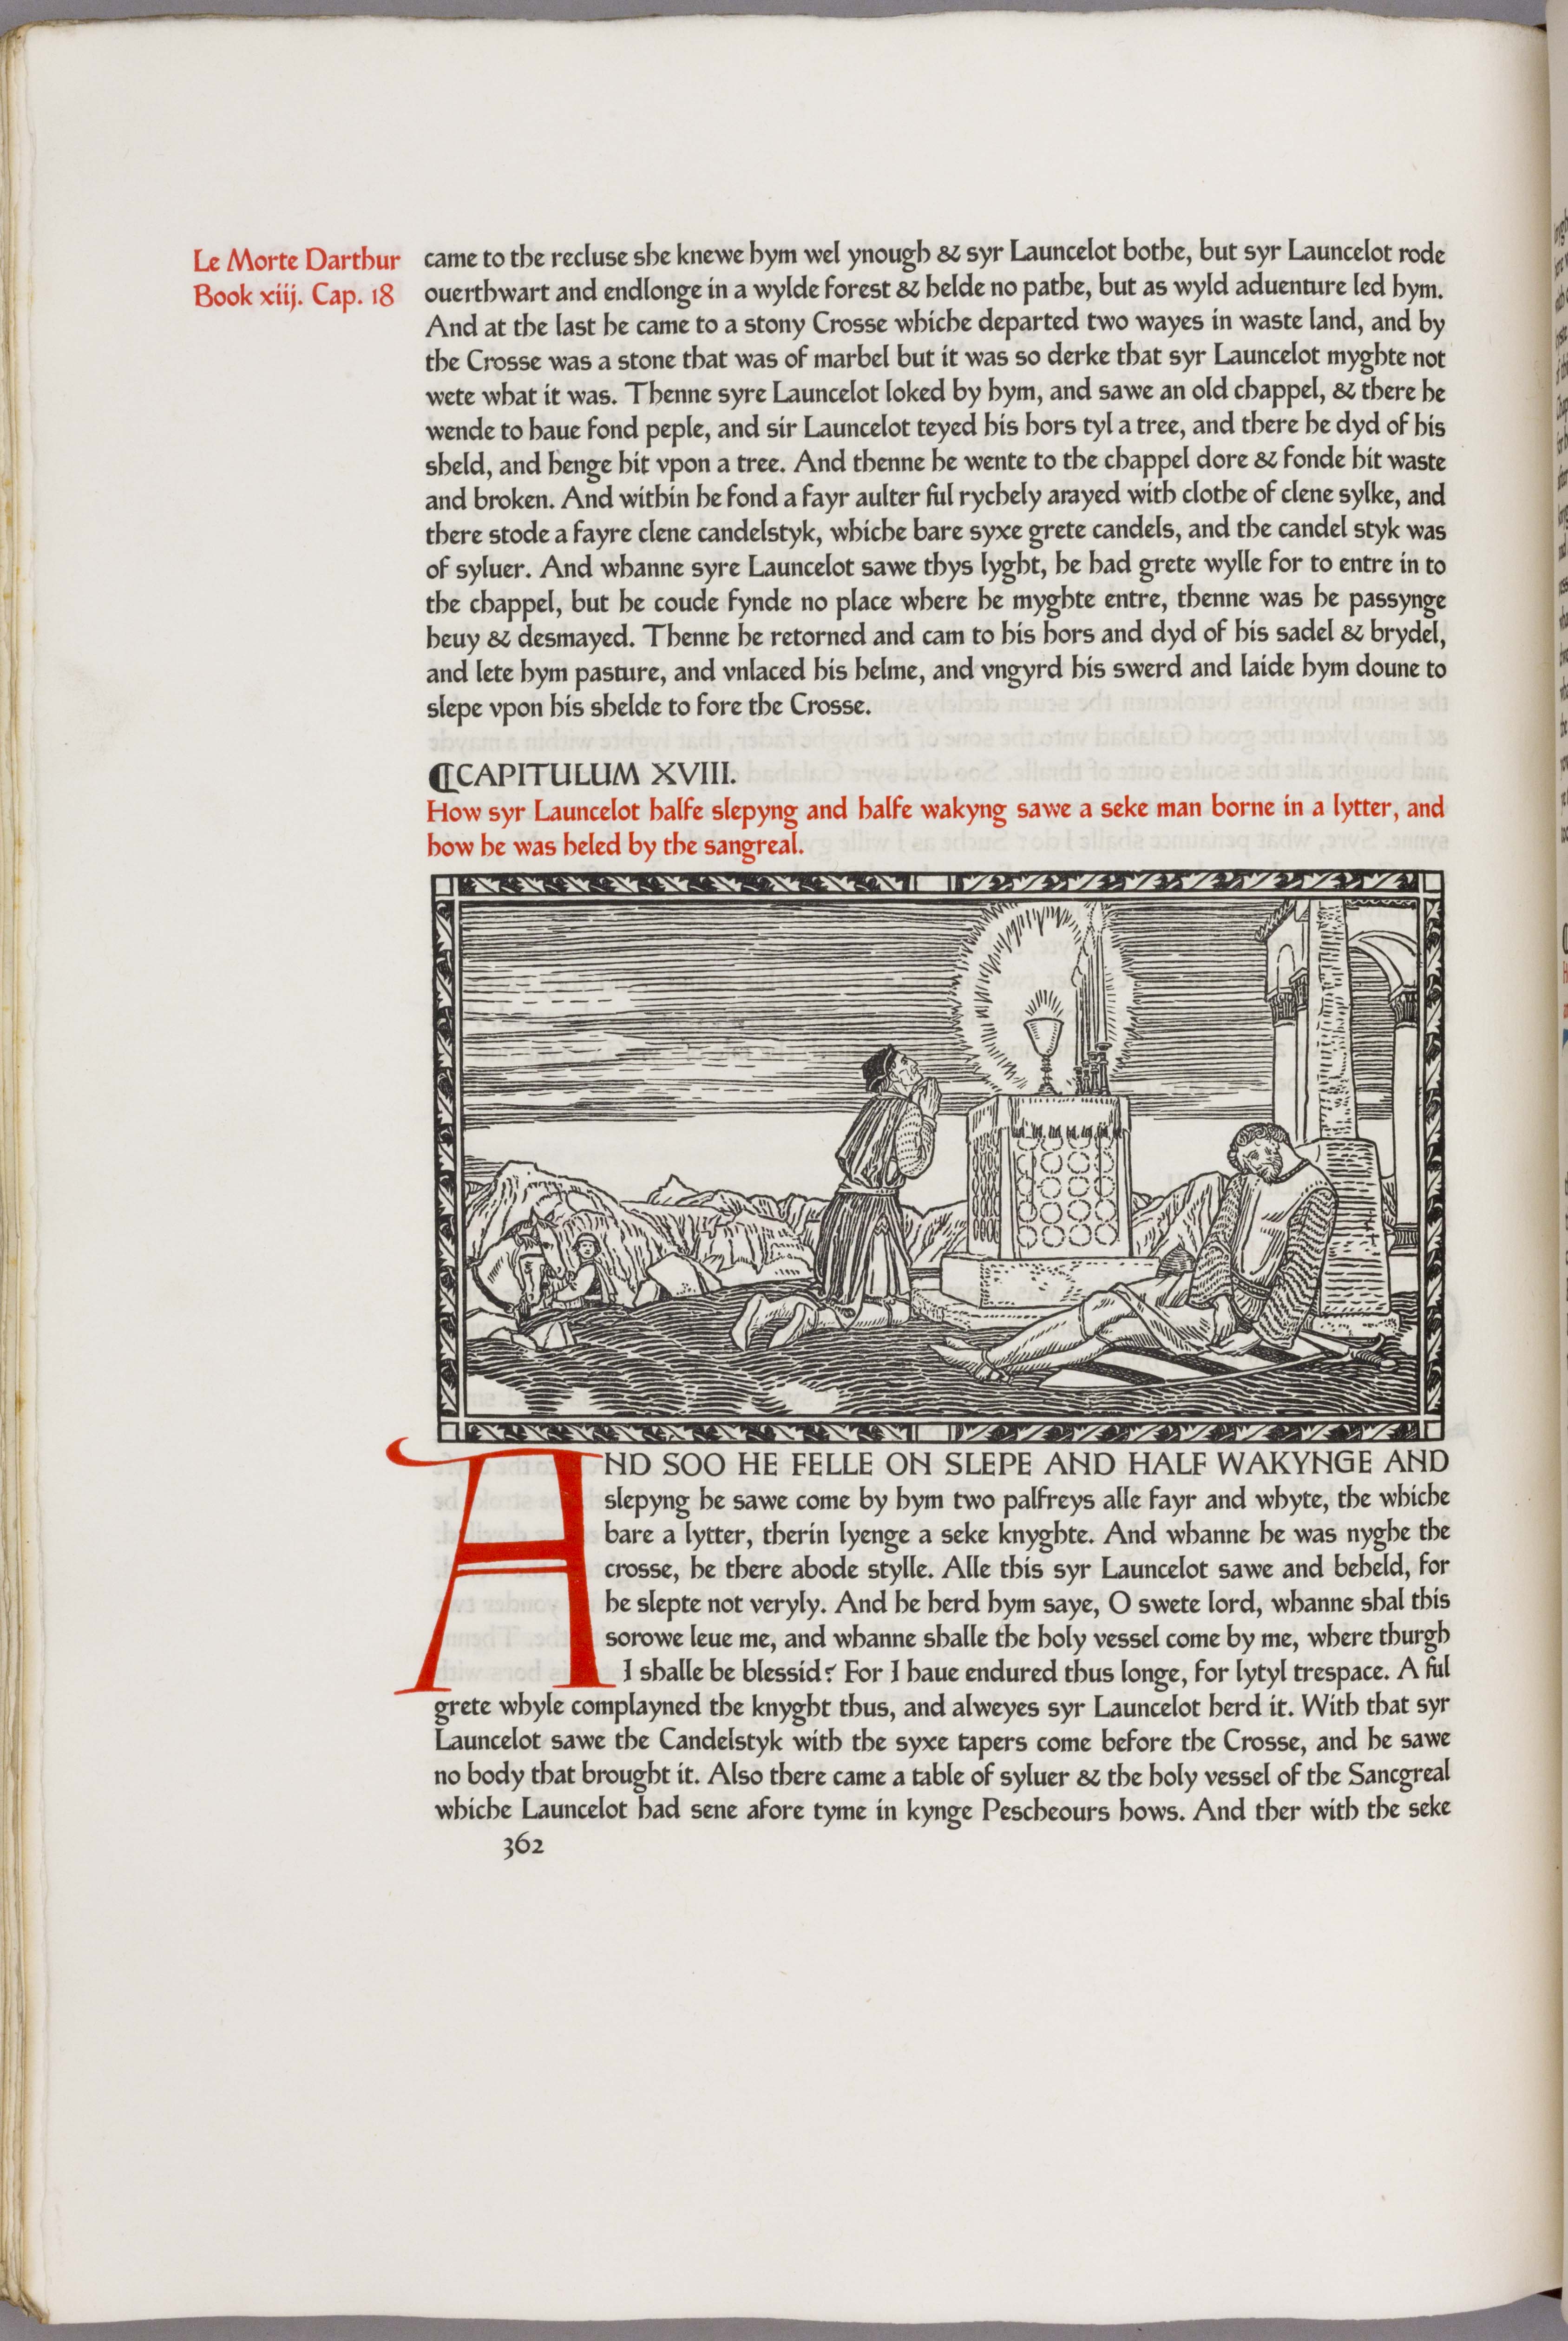 Le Morte Darthur
Book xiij. Cap. 18
came to the recluse she knewe hym wel ynough & syr Launcelot bothe, but syr Launcelot rode
ouerthwart and endlonge in a wylde forest & helde no pathe, but as wyld aduenture led hym.
And at the last he came to a stony Crosse whiche departed two wayes in waste land, and by
the Crosse was a stone that was of marbel but it was so derke that syr Launcelot myghte not
wete what it was. Thenne syre Launcelot loked by hym, and sawe an old chappel, & there he
wende to haue fond peple, and sir Launcelot teyed his hors tyl a tree, and there he dyd of his
sheld, and henge hit vpon a tree. And thenne he wente to the chappel dore & fonde hit waste
and broken. And within he fond a fayr aulter ful rychely arayed with clothe of clene sylke, and
there stode a fayre clene candelstyk, whiche bare syxe grete candels, and the candel styk was
of syluer. And whanne syre Launcelot sawe thys lyght, he had grete wylle for to entre in to
the chappel, but he coude fynde no place where he myghte entre, thenne was he passynge
heuy & desmayed. Thenne he retorned and cam to his hors and dyd of his sadel & brydel,
and lete hym pasture, and vnlaced his helme, and vngyrd his swerd and laide hym doune to
slepe vpon his shelde to fore the Crosse.
⸿CAPITULUM XVIII.
How syr Launcelot halfe slepyng and halfe wakyng sawe a seke man borne in a lytter, and
how he was heled by the sangreal.
AND SOO HE FELLE ON SLEPE AND HALF WAKYNGE AND
slepyng he sawe come by hym two palfreys alle fayr and whyte, the whiche
bare a lytter, therin lyenge a seke knyghte. And whanne he was nyghe the
crosse, he there abode stylle. Alle this syr Launcelot sawe and beheld, for
he slepte not veryly. And he herd hym saye, O swete lord, whanne shal this
sorowe leue me, and whanne shalle the holy vessel come by me, where thurgh
I shalle be blessid? For I haue endured thus longe, for lytyl trespace. A ful
grete whyle complayned the knyght thus, and alweyes syr Launcelot herd it. With that syr
Launcelot sawe the Candelstyk with the syxe tapers come before the Crosse, and he sawe
no body that brought it. Also there came a table of syluer & the holy vessel of the Sancgreal
whiche Launcelot had sene afore tyme in kynge Pescheours hows. And ther with the seke
362